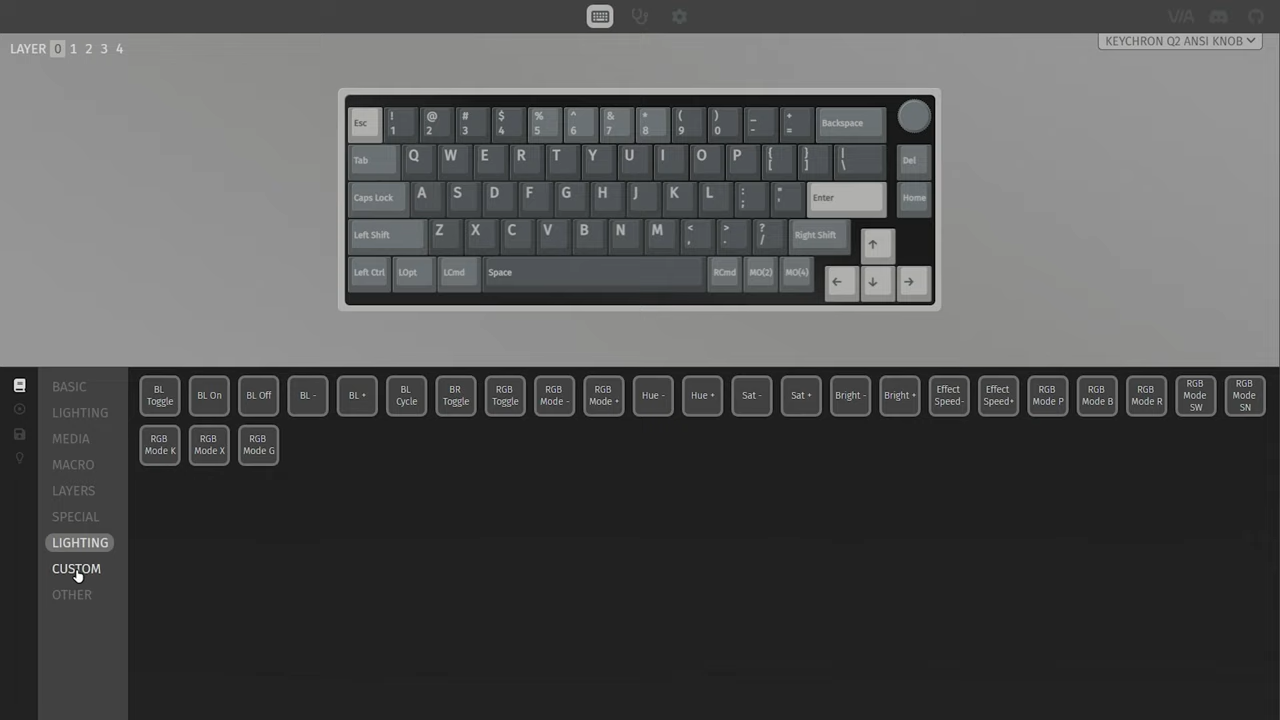 VIA
LAYER 0 1 2 3 4
KEYCHRON Q2 ANSI KNOB
Esc ! 1 @ 2 # 3 $ 4 % 5 ^ 6 & 7 * 8 ( 9 ) 0 _ - + = Backspace
Tab Q W E R T Y U I O P { [ } ] | \ Del
Caps Lock A S D F G H J K L : ; " ' Enter Home
Left Shift Z X C V B N M < , > . ? / Right Shift ↑
Left Ctrl LOpt LCmd Space RCmd MO(2) MO(4) ← ↓ →
BASIC
LIGHTING
MEDIA
MACRO
LAYERS
SPECIAL
LIGHTING
CUSTOM
OTHER
BL Toggle BL On BL Off BL - BL + BL Cycle BR Toggle RGB Toggle RGB Mode - RGB Mode + Hue - Hue + Sat - Sat + Bright - Bright + Effect Speed- Effect Speed+ RGB Mode P RGB Mode B RGB Mode R RGB Mode SW RGB Mode SN
RGB Mode K RGB Mode X RGB Mode G